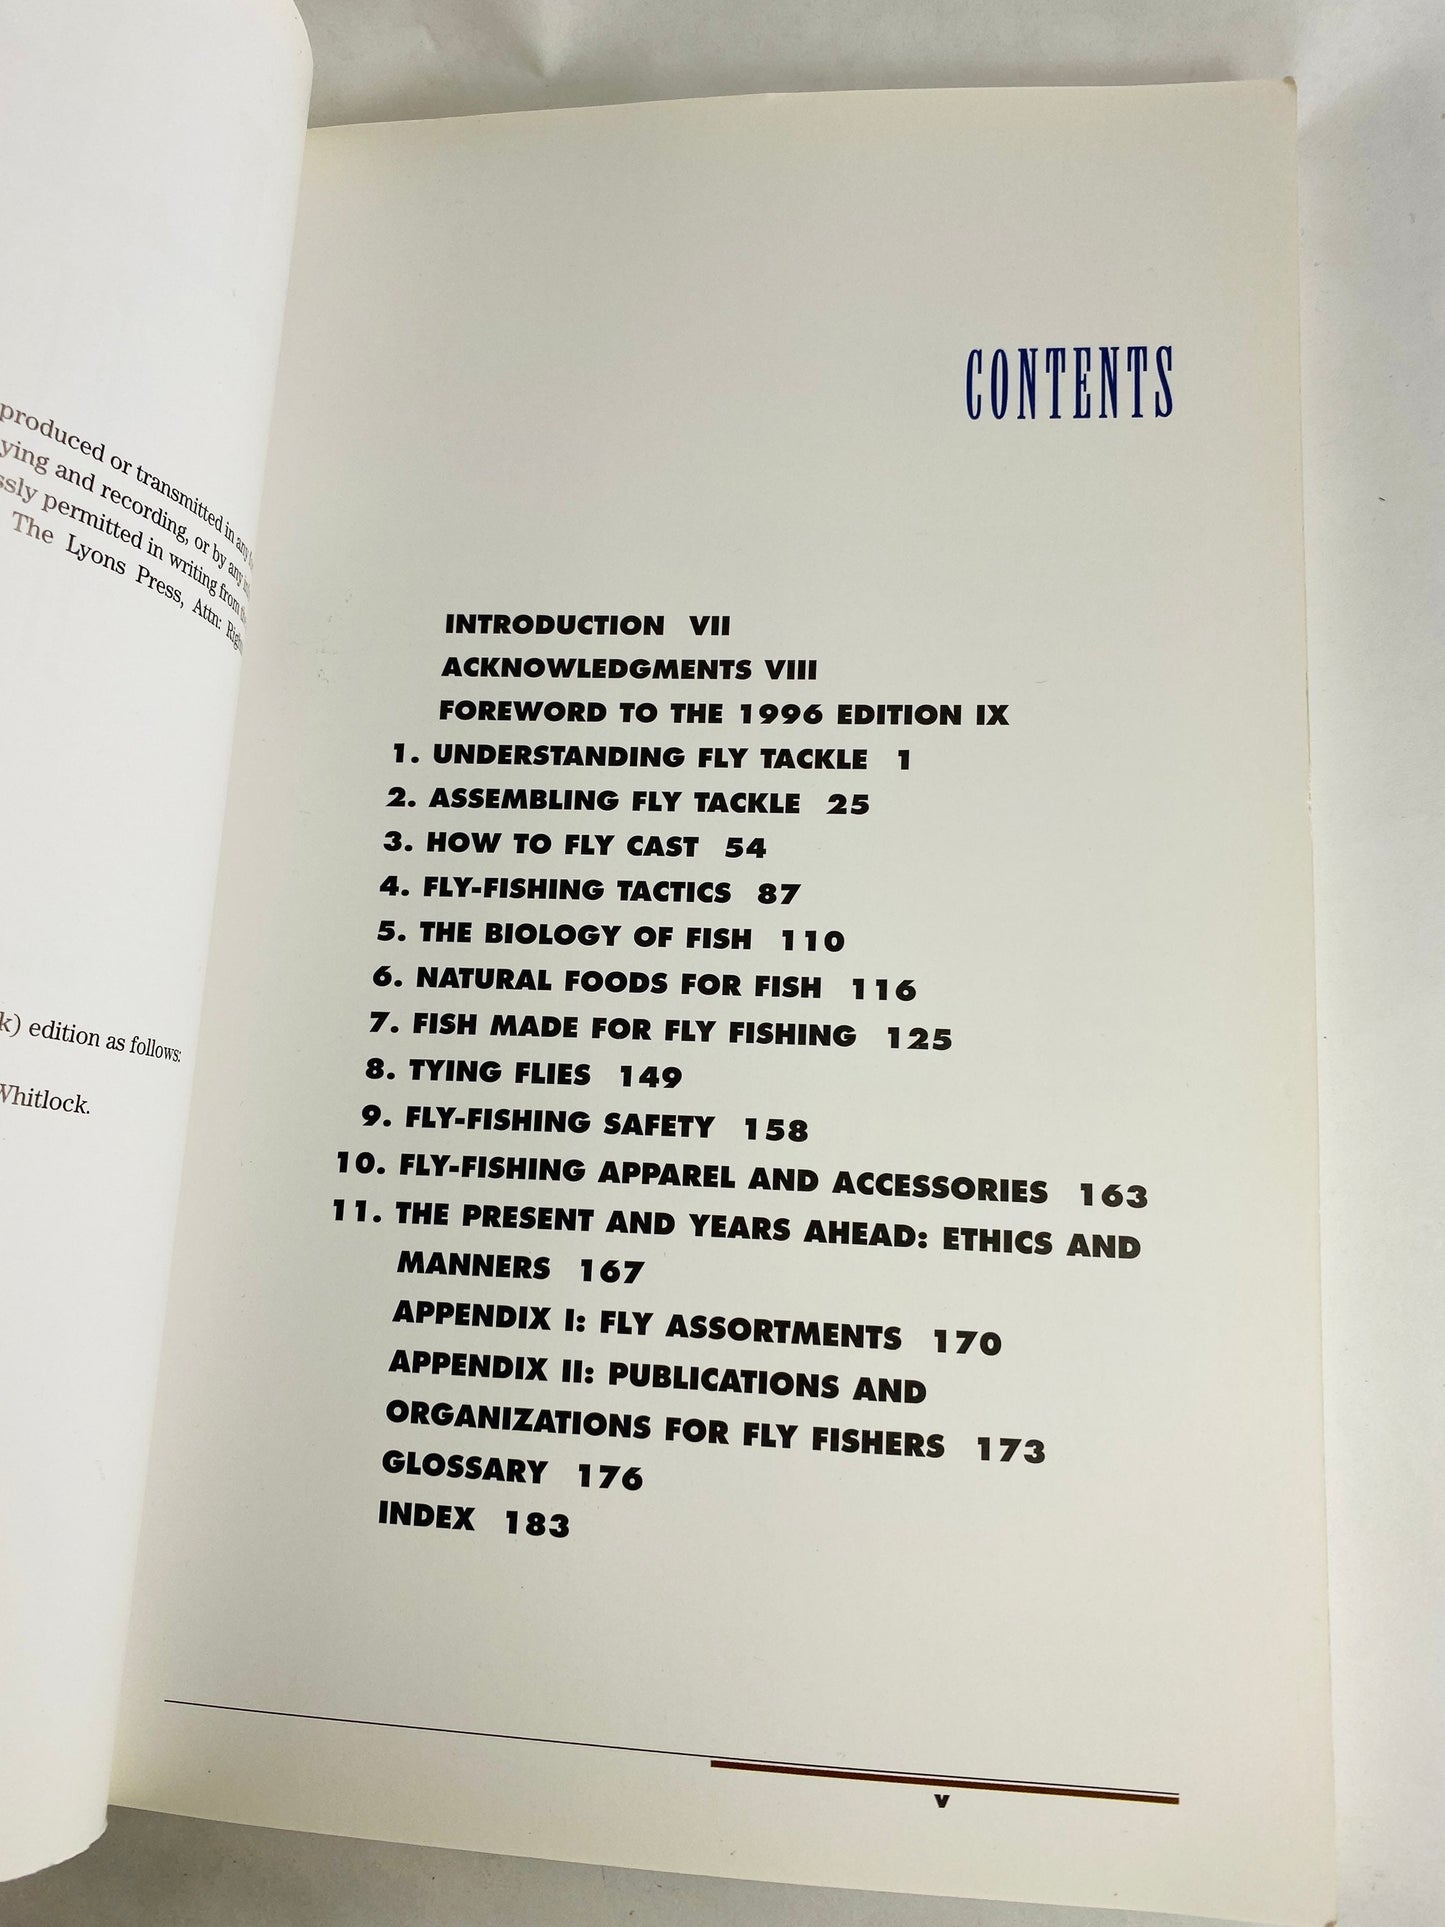 produced or transmitted in any
ying and recording, or by any
ssly permitted in writing from
The Lyons Press, Attn:
k) edition as follows:
Whitlock.
CONTENTS
INTRODUCTION VII
ACKNOWLEDGMENTS VIII
FOREWORD TO THE 1996 EDITION IX
1. UNDERSTANDING FLY TACKLE 1
2. ASSEMBLING FLY TACKLE 25
3. HOW TO FLY CAST 54
4. FLY-FISHING TACTICS 87
5. THE BIOLOGY OF FISH 110
6. NATURAL FOODS FOR FISH 116
7. FISH MADE FOR FLY FISHING 125
8. TYING FLIES 149
9. FLY-FISHING SAFETY 158
10. FLY-FISHING APPAREL AND ACCESSORIES 163
11. THE PRESENT AND YEARS AHEAD: ETHICS AND
MANNERS 167
APPENDIX I: FLY ASSORTMENTS 170
APPENDIX II: PUBLICATIONS AND
ORGANIZATIONS FOR FLY FISHERS 173
GLOSSARY 176
INDEX 183
v